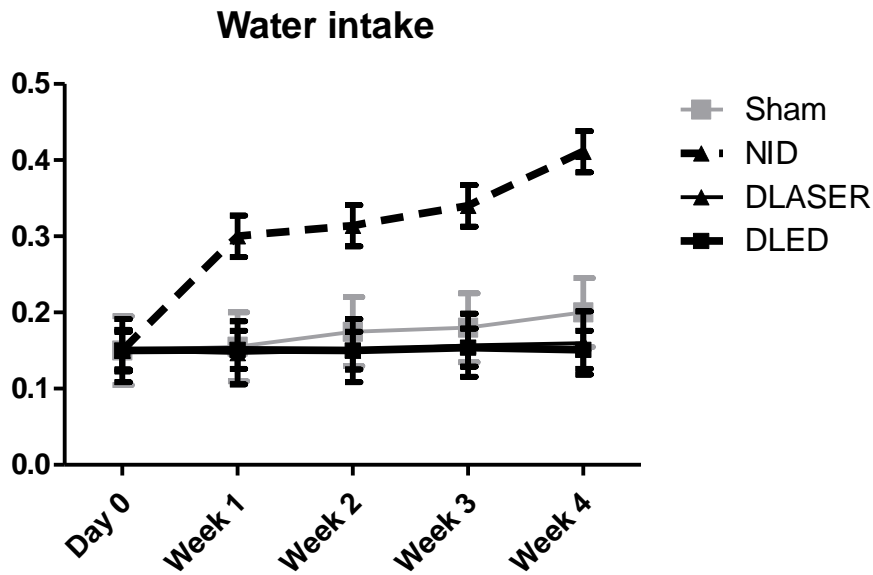 Water intake
0.5
0.4
0.3
0.2
0.1
0.0
Day 0
Week 1
Week 2
Week 3
Week 4
Sham
NID
DLASER
DLED